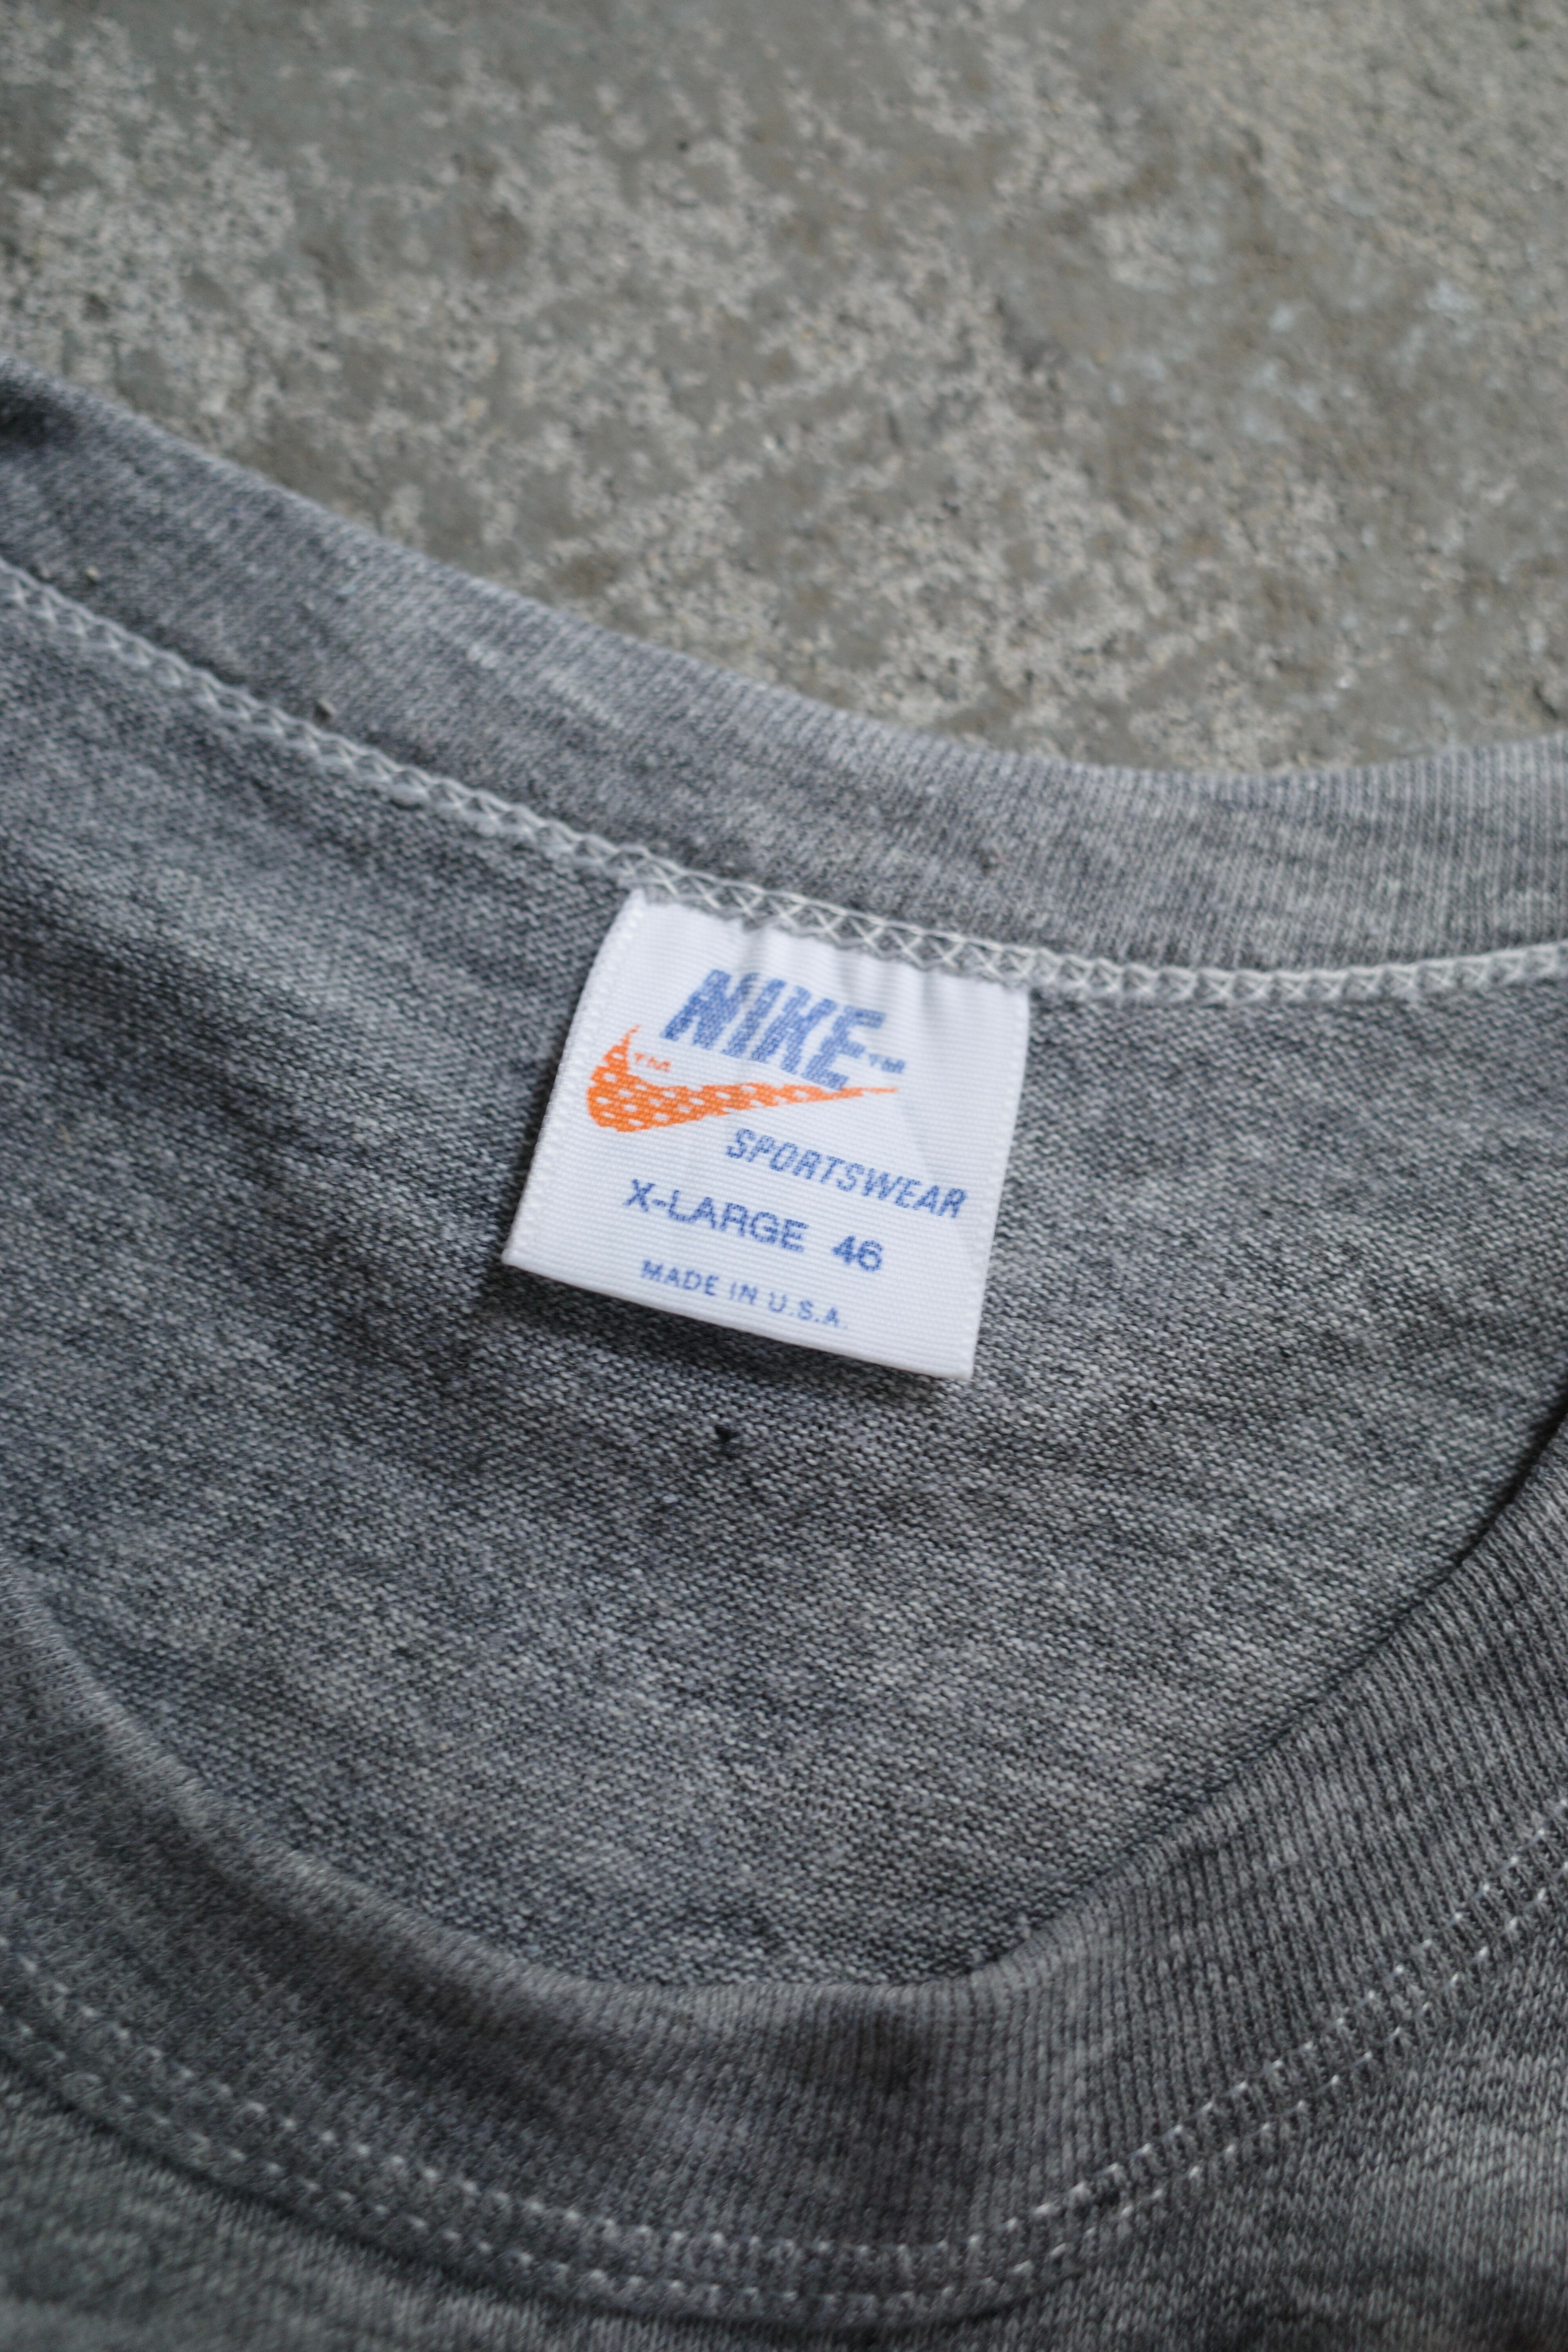 NIKE™
™
SPORTSWEAR
X-LARGE 46
MADE IN U.S.A.